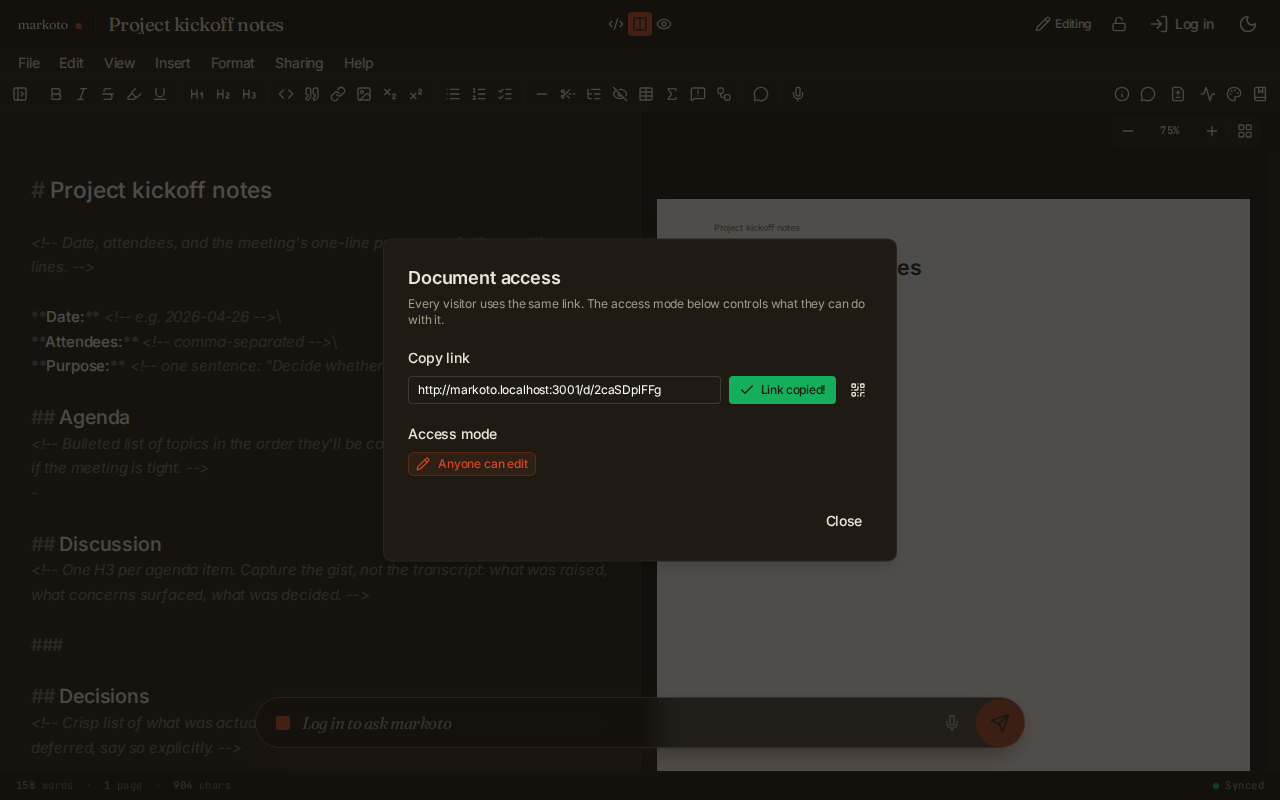 markoto
Project kickoff notes
Editing
Log in
File Edit View Insert Format Sharing Help
H1 H2 H3
75%
# Project kickoff notes
<!-- Date, attendees, and the meeting's one-line
lines. -->
**Date:** <!-- e.g. 2026-04-26 -->\
**Attendees:** <!-- comma-separated -->\
**Purpose:** <!-- one sentence: "Decide whether
## Agenda
<!-- Bulleted list of topics in the order they'll be
if the meeting is tight. -->
-
## Discussion
<!-- One H3 per agenda item. Capture the gist, not the transcript: what was raised,
what concerns surfaced, what was decided. -->
###
## Decisions
<!-- Crisp list of what was
deferred, say so explicitly. -->
Project kickoff notes
Document access
Every visitor uses the same link. The access mode below controls what they can do
with it.
Copy link
http://markoto.localhost:3001/d/2caSDplFFg
Link copied!
Access mode
Anyone can edit
Close
Log in to ask markoto
158 words · 1 page · 904 chars
Synced